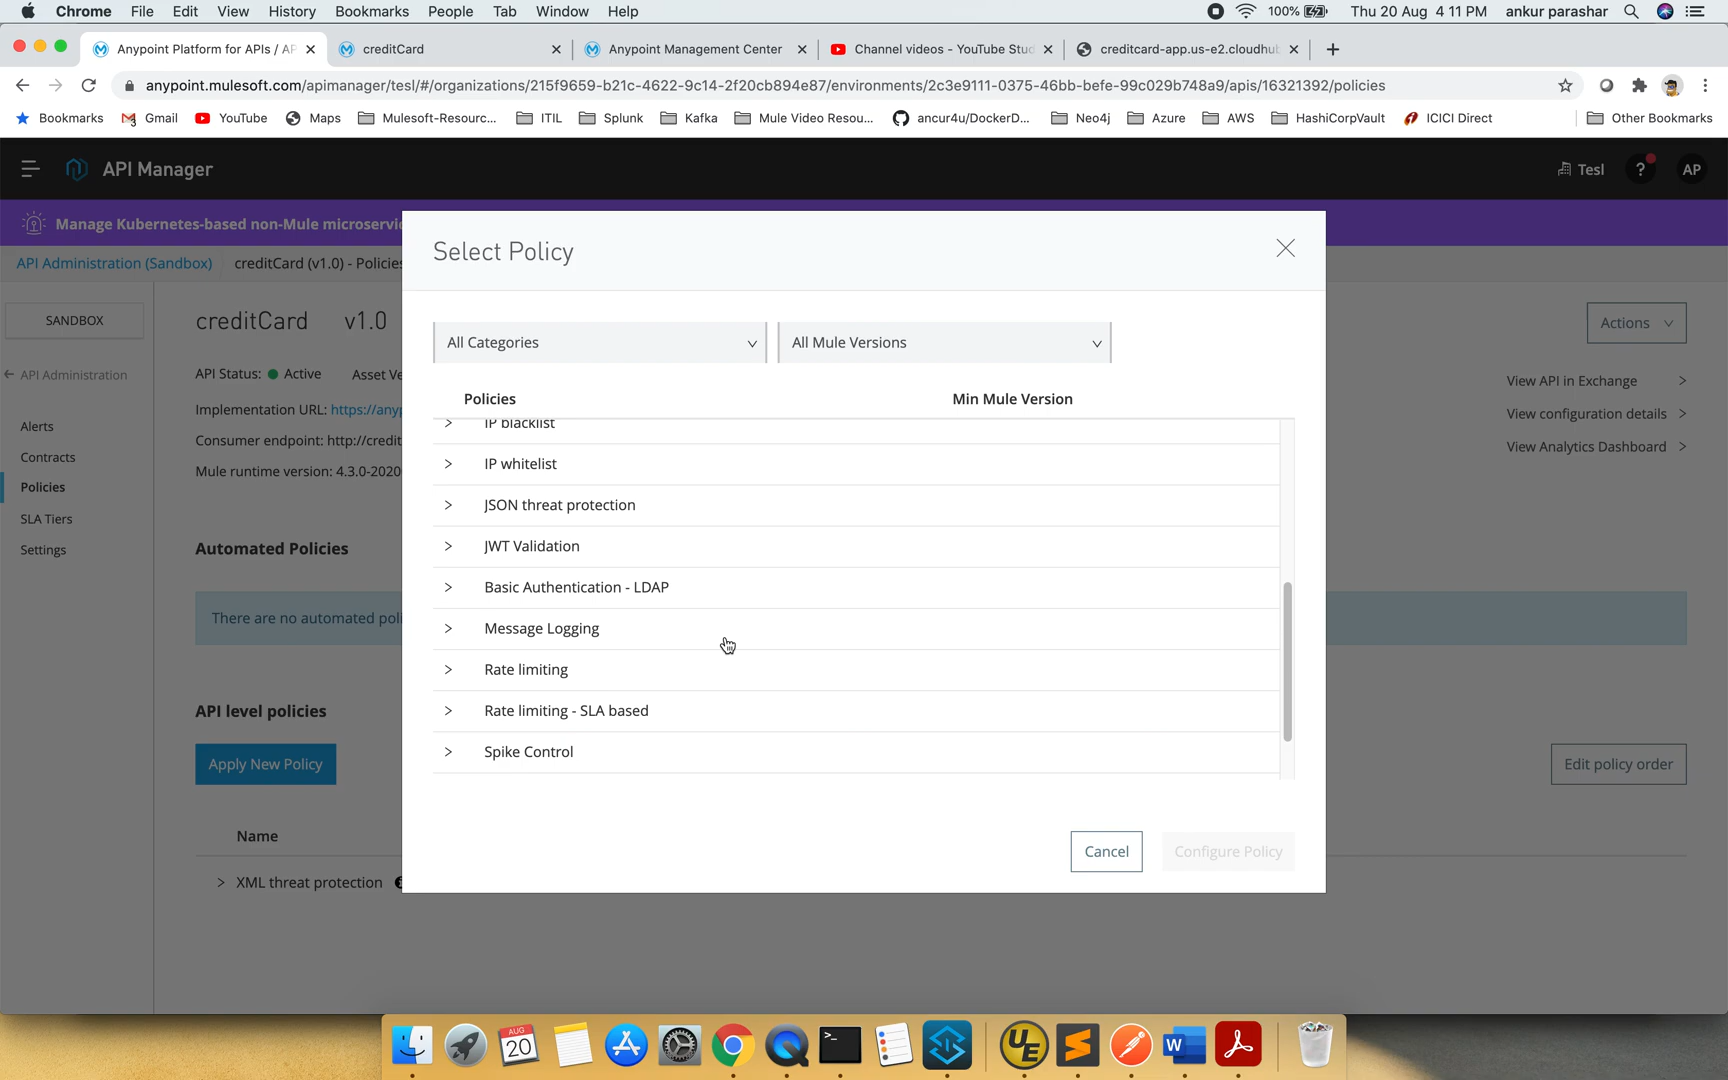 Chrome File Edit View History Bookmarks People Tab Window Help 100% Thu 20 Aug 4 11 PM ankur parashar
Anypoint Platform for APIs / AP creditCard Anypoint Management Center Channel videos - YouTube Stud creditcard-app.us-e2.cloudhub
anypoint.mulesoft.com/apimanager/tesl/#/organizations/215f9659-b21c-4622-9c14-2f20cb894e87/environments/2c3e9111-0375-46bb-befe-99c029b748a9/apis/16321392/policies
Bookmarks Gmail YouTube Maps Mulesoft-Resourc... ITIL Splunk Kafka Mule Video Resou... ancur4u/DockerD... Neo4j Azure AWS HashiCorpVault ICICI Direct Other Bookmarks
API Manager Tesl ? AP
Manage Kubernetes-based non-Mule microservic
API Administration (Sandbox) creditCard (v1.0) - Policies
Select Policy
SANDBOX
creditCard v1.0
Actions
All Categories All Mule Versions
API Administration
API Status: Active Asset Ve
View API in Exchange
Policies Min Mule Version
Implementation URL: https://anyp
View configuration details
Alerts
IP blacklist
Consumer endpoint: http://credit
View Analytics Dashboard
Contracts
IP whitelist
Mule runtime version: 4.3.0-2020
Policies
JSON threat protection
SLA Tiers
JWT Validation
Settings
Automated Policies
Basic Authentication - LDAP
There are no automated poli
Message Logging
Rate limiting
API level policies
Rate limiting - SLA based
Spike Control
Apply New Policy
Edit policy order
Name
Cancel Configure Policy
XML threat protection
AUG
20
UE
W